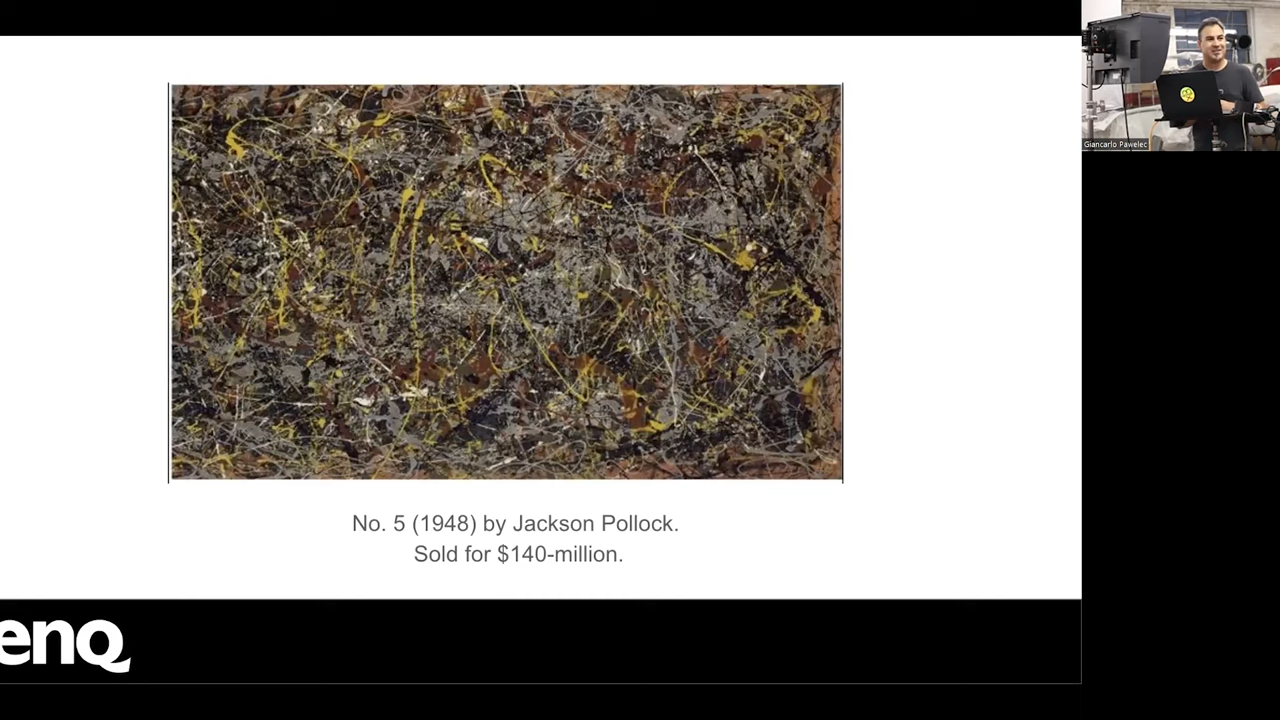 Giancarlo Pawelec
No. 5 (1948) by Jackson Pollock.
Sold for $140-million.
enQ